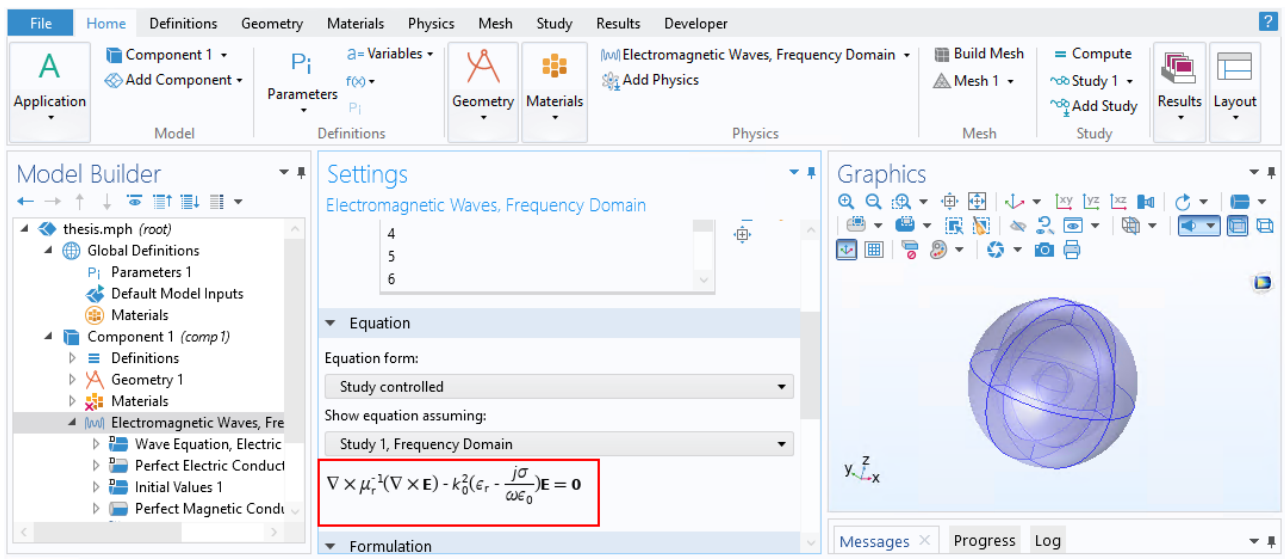 File Home Definitions Geometry Materials Physics Mesh Study Results Developer ?
A Application
Component 1
Add Component
Model
Pi Parameters
a= Variables
f(x)
Pi
Definitions
Geometry
Materials
Electromagnetic Waves, Frequency Domain
Add Physics
Physics
Build Mesh
Mesh 1
Mesh
= Compute
Study 1
Add Study
Study
Results
Layout
Model Builder
thesis.mph (root)
Global Definitions
Pi Parameters 1
Default Model Inputs
Materials
Component 1 (comp1)
Definitions
Geometry 1
Materials
Electromagnetic Waves, Fre
Wave Equation, Electric
Perfect Electric Conduct
Initial Values 1
Perfect Magnetic Condu
Settings
Electromagnetic Waves, Frequency Domain
4
5
6
Equation
Equation form:
Study controlled
Show equation assuming:
Study 1, Frequency Domain
∇ × μᵣ⁻¹(∇ × E) - k₀²(ϵᵣ - jσ/ωϵ₀)E = 0
Formulation
Graphics
xy yz xz
z
y x
Messages Progress Log